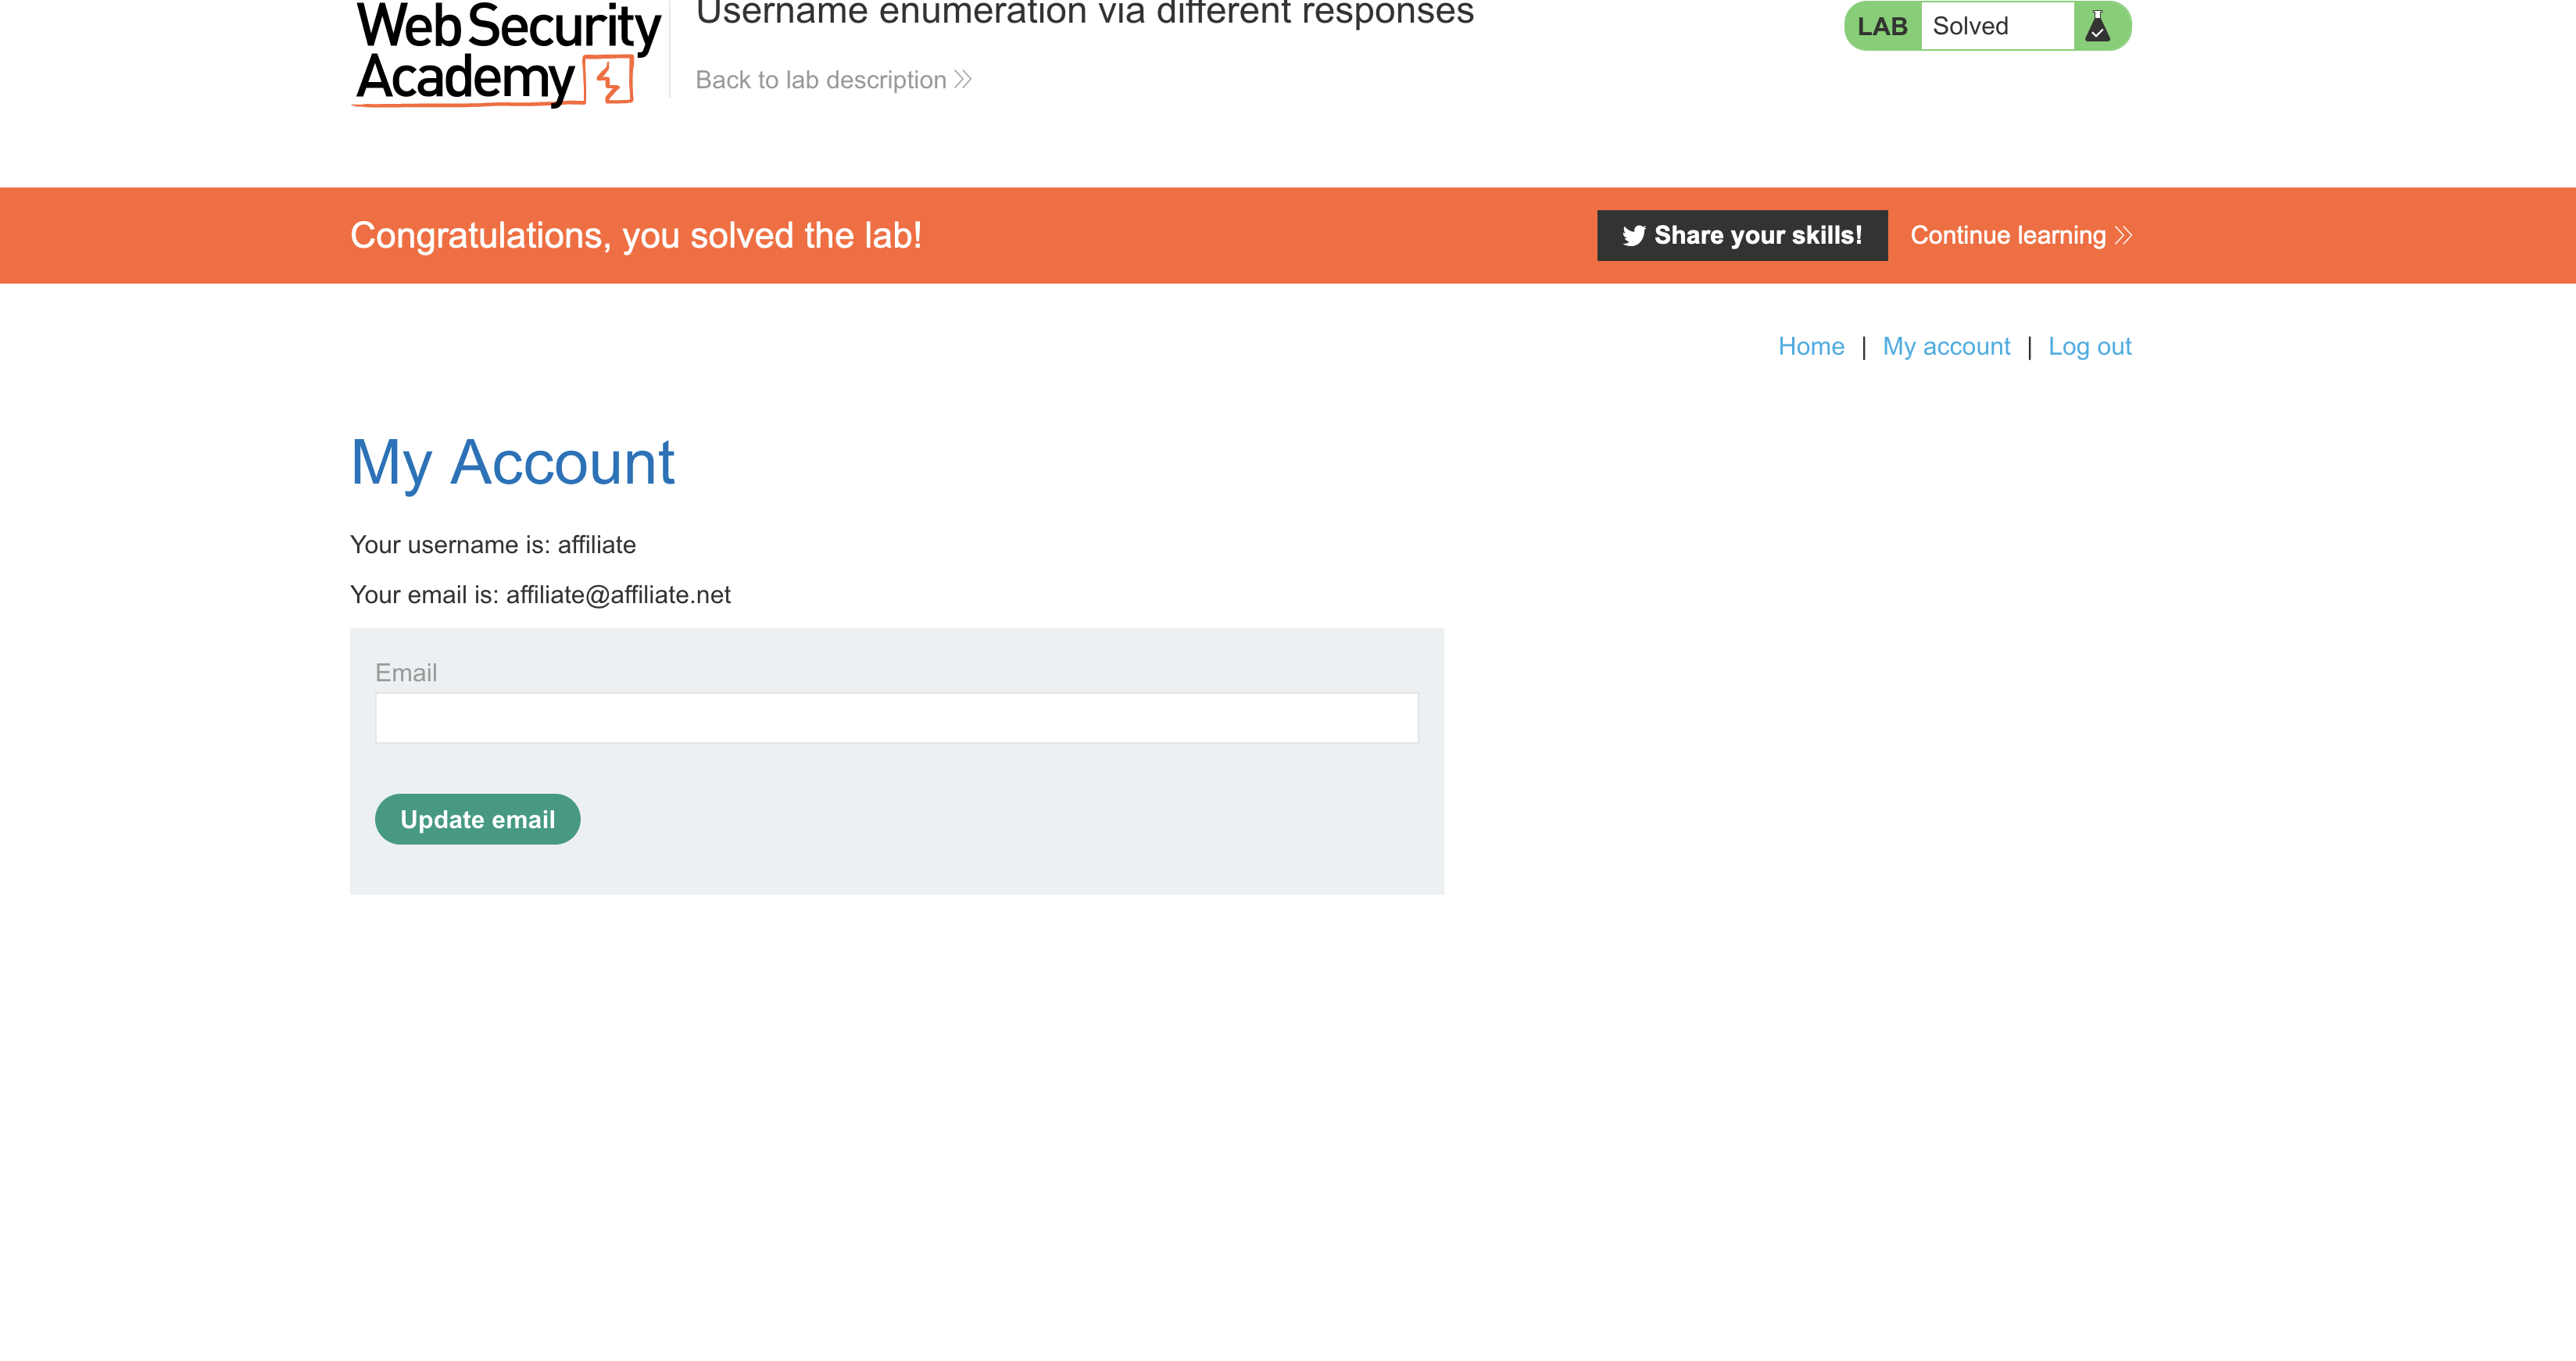 Web Security
Academy
Username enumeration via different responses
Back to lab description
LAB Solved
Congratulations, you solved the lab!
Share your skills! Continue learning
Home | My account | Log out
My Account
Your username is: affiliate
Your email is: affiliate@affiliate.net
Email
Update email